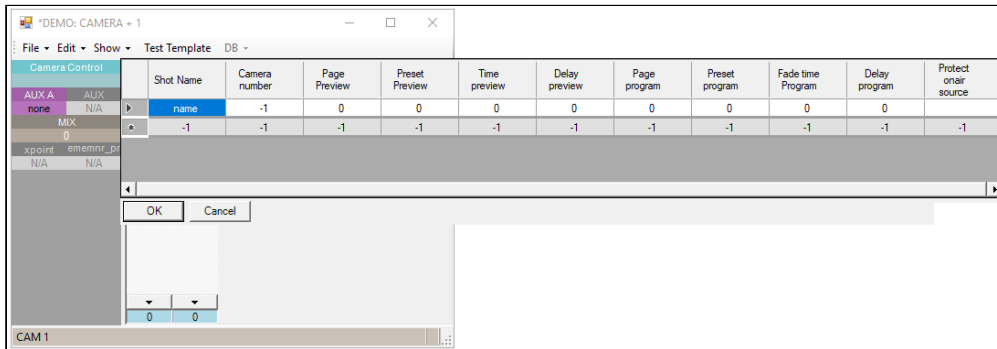 *DEMO: CAMERA + 1
File Edit Show Test Template DB
Camera Control
AUX A AUX
none N/A
MIX
0
xpoint ememnr_pr
N/A N/A
Shot Name Camera number Page Preview Preset Preview Time preview Delay preview Page program Preset program Fade time Program Delay program Protect onair source
name -1 0 0 0 0 0 0 0 0
-1 -1 -1 -1 -1 -1 -1 -1 -1 -1 -1
OK Cancel
0 0
CAM 1